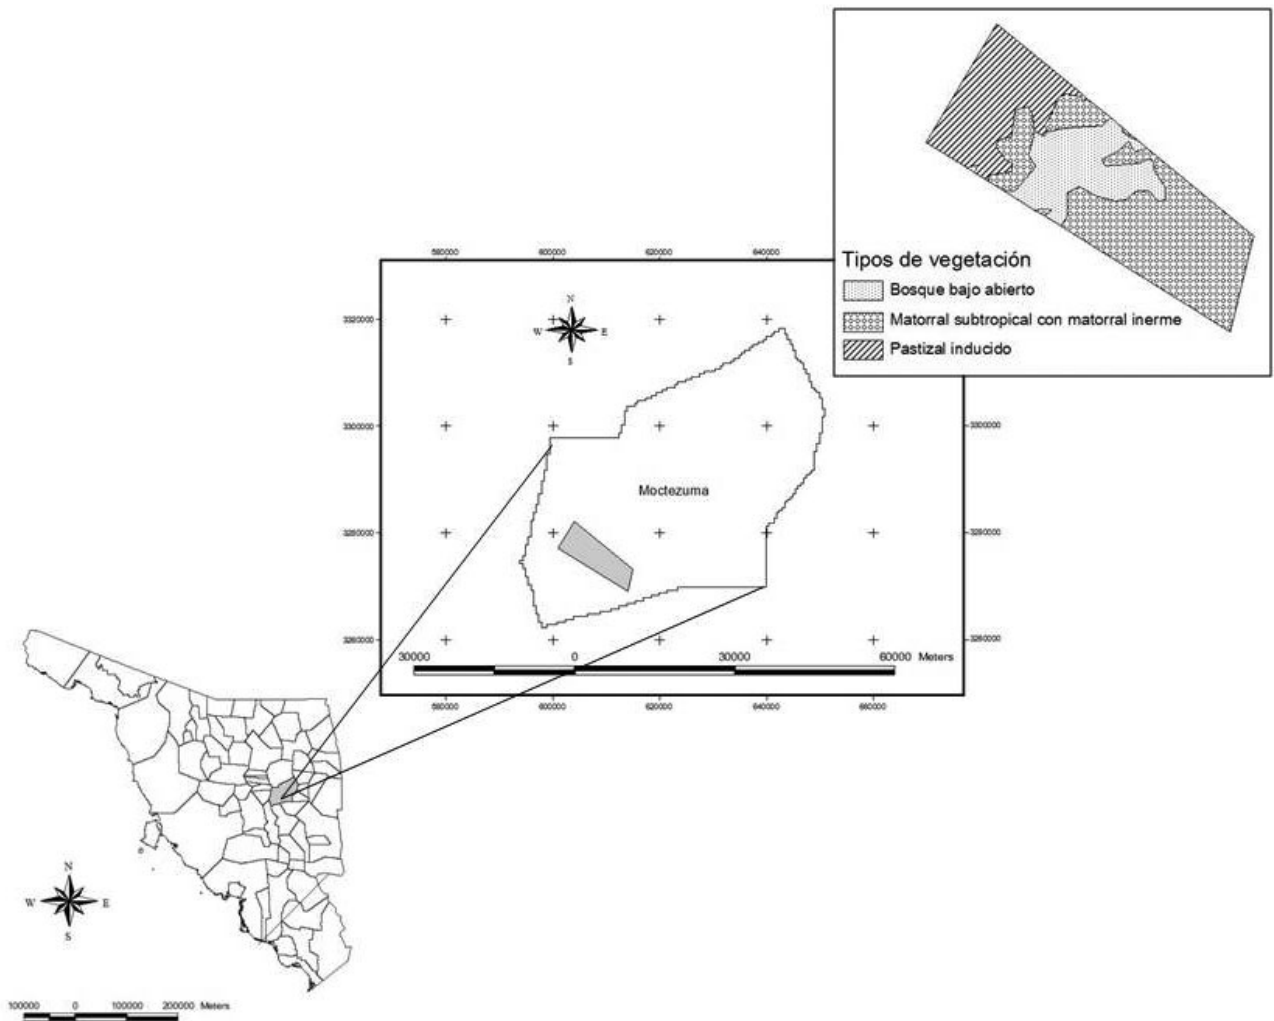 Tipos de vegetación
Bosque bajo abierto
Matorral subtropical con matorral inerme
Pastizal inducido
580000 600000 620000 640000
N
W E
S
3320000
3300000 3300000
Moctezuma
3280000 3280000
3260000 3260000
30000 0 30000 60000 Meters
580000 600000 620000 640000 660000
N
W E
S
100000 0 100000 200000 Meters